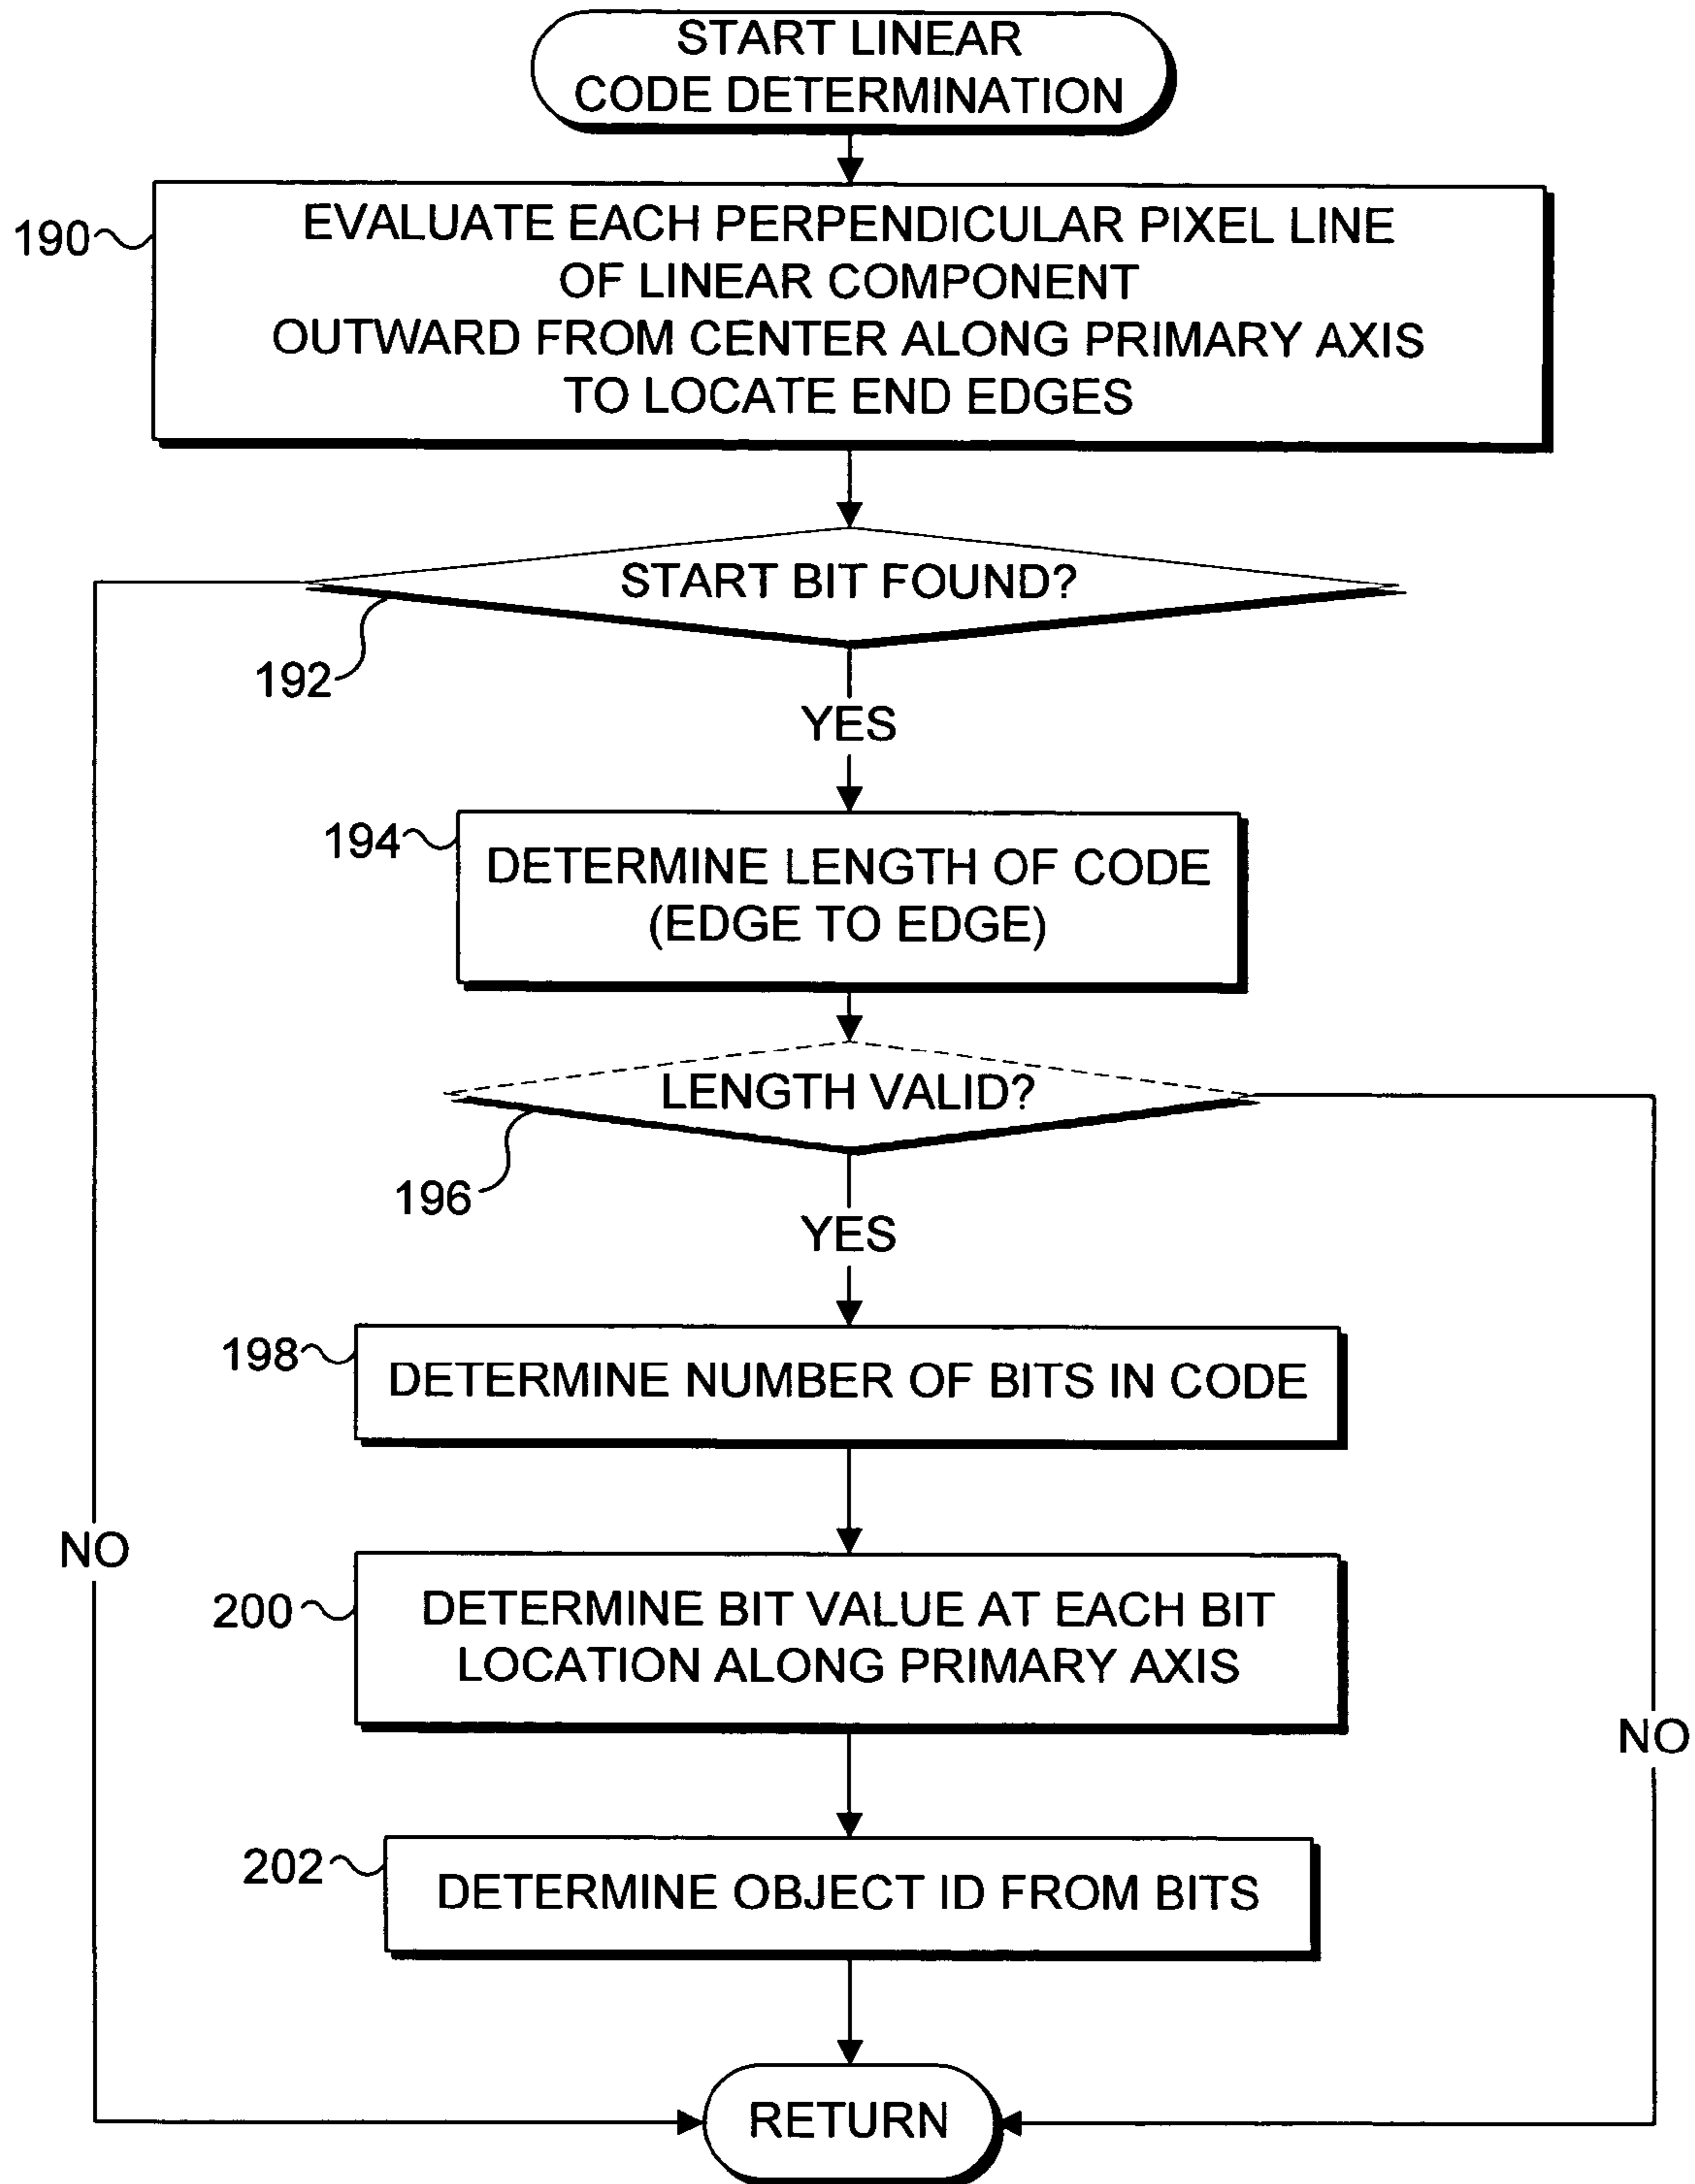 START LINEAR
CODE DETERMINATION
190
EVALUATE EACH PERPENDICULAR PIXEL LINE
OF LINEAR COMPONENT
OUTWARD FROM CENTER ALONG PRIMARY AXIS
TO LOCATE END EDGES
START BIT FOUND?
192
YES
194
DETERMINE LENGTH OF CODE
(EDGE TO EDGE)
LENGTH VALID?
196
YES
198
DETERMINE NUMBER OF BITS IN CODE
NO
200
DETERMINE BIT VALUE AT EACH BIT
LOCATION ALONG PRIMARY AXIS
NO
202
DETERMINE OBJECT ID FROM BITS
RETURN